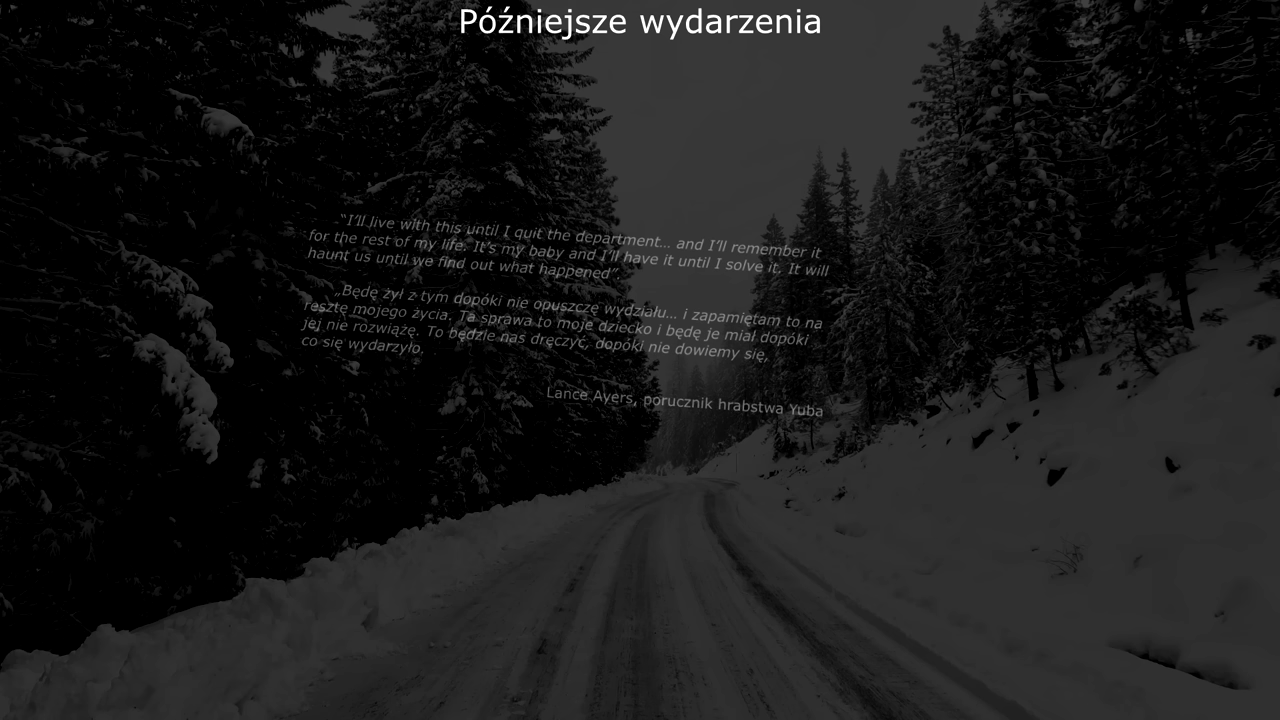 Późniejsze wydarzenia
“I’ll live with this until I quit the department… and I’ll remember it
for the rest of my life. It’s my baby and I’ll have it until I solve it. It will
haunt us until we find out what happened”.
„Będę żył z tym dopóki nie opuszczę wydziału… i zapamiętam to na
resztę mojego życia. Ta sprawa to moje dziecko i będę je miał dopóki
jej nie rozwiążę. To będzie nas dręczyć, dopóki nie dowiemy się,
co się wydarzyło.
Lance Ayers, porucznik hrabstwa Yuba